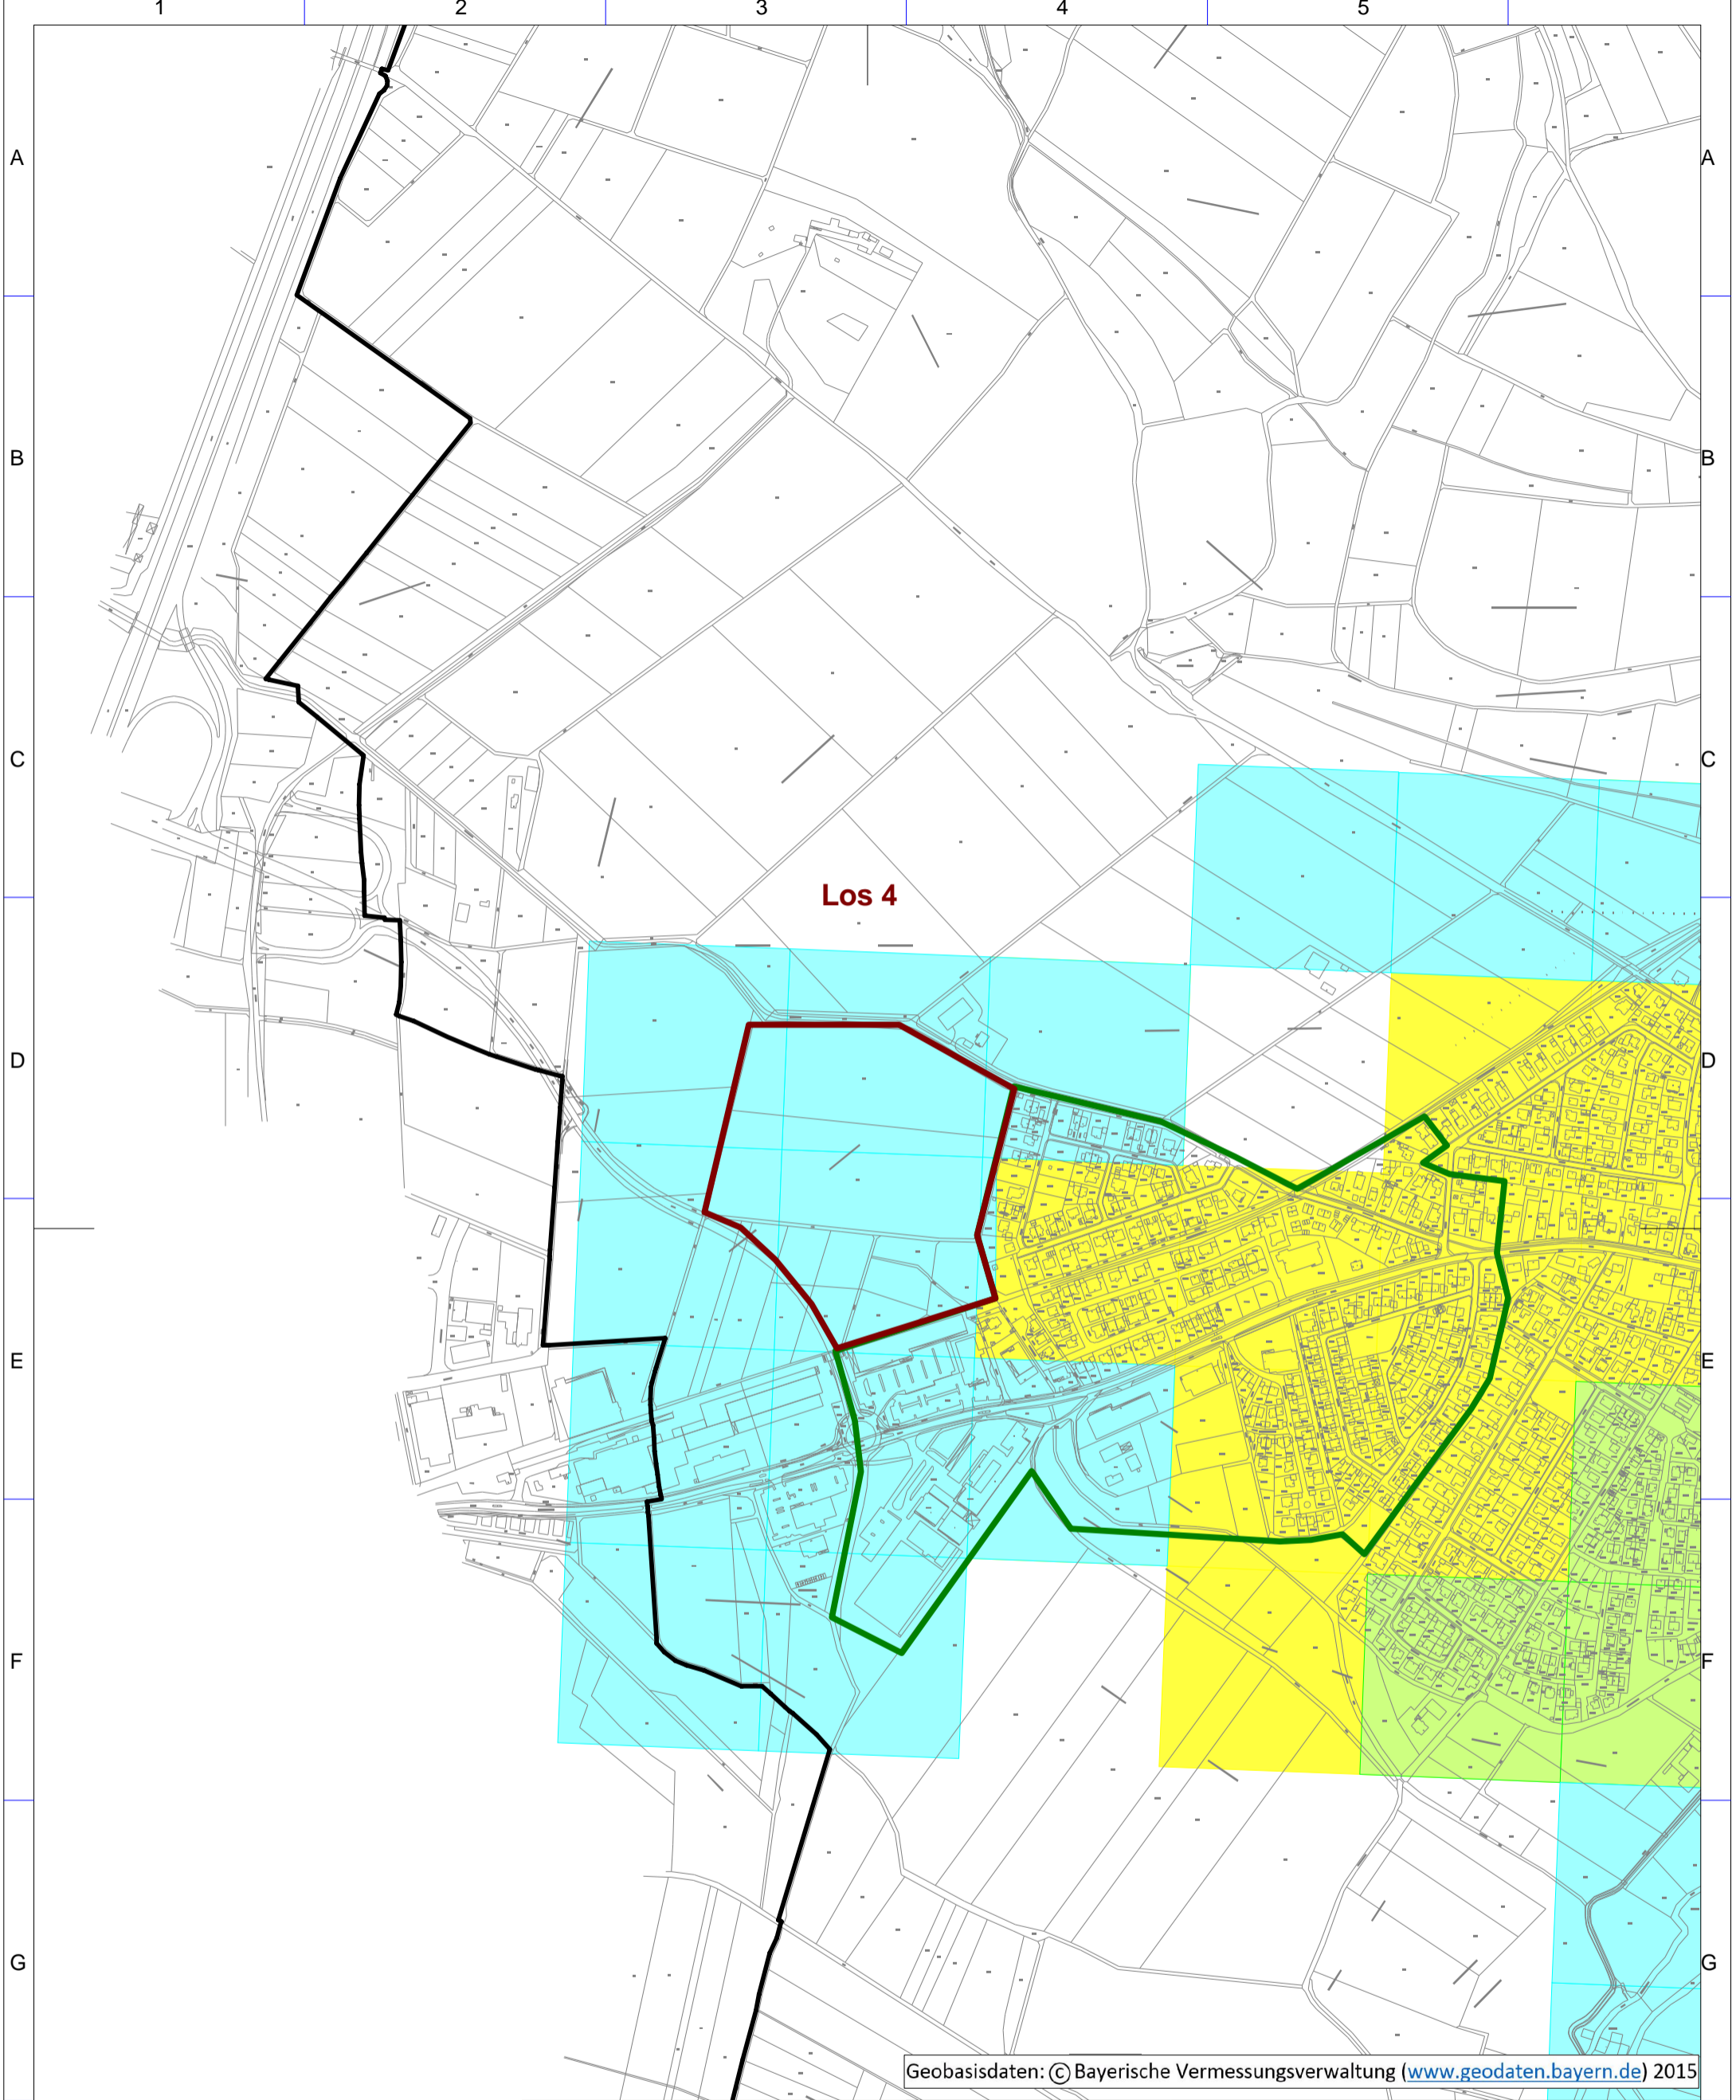 1 2 3 4 5
A A
B B
C C
Los 4
D D
E E
F F
G G
Geobasisdaten: © Bayerische Vermessungsverwaltung (www.geodaten.bayern.de) 2015